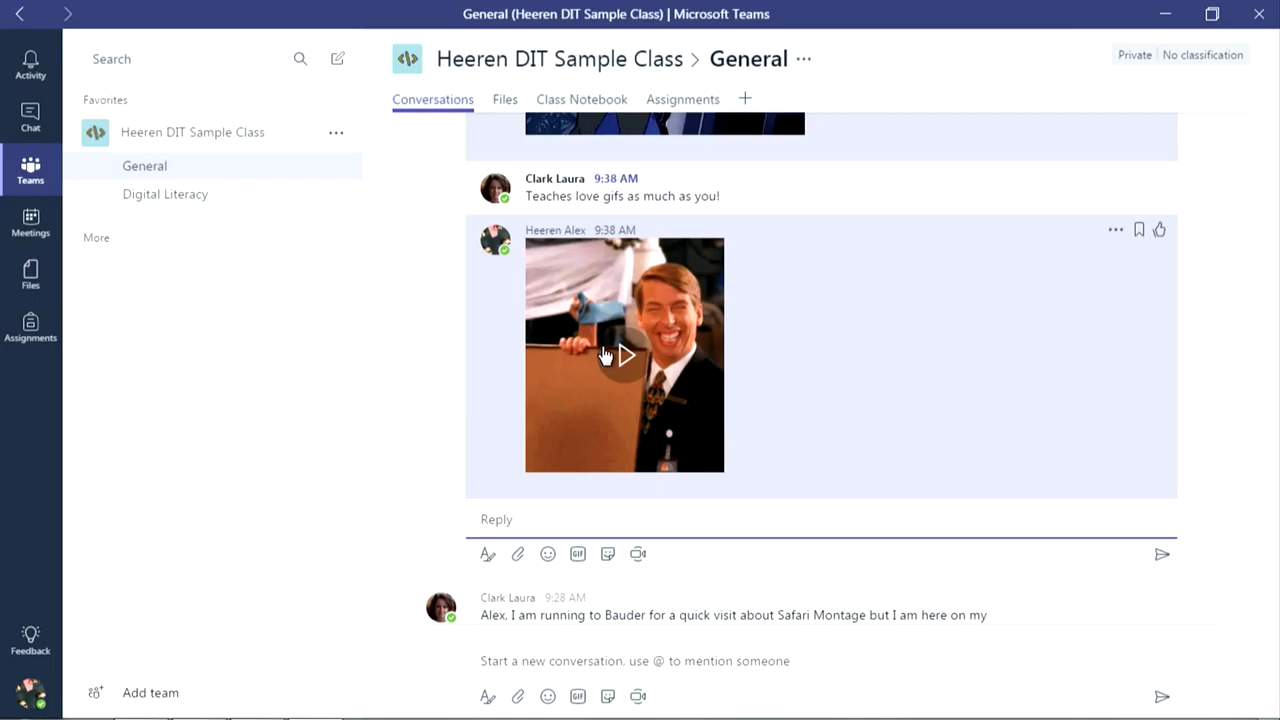 General (Heeren DIT Sample Class) | Microsoft Teams
Activity
Chat
Teams
Meetings
Files
Assignments
Feedback
Search
Favorites
Heeren DIT Sample Class
General
Digital Literacy
More
Add team
Heeren DIT Sample Class > General
Private
No classification
Conversations
Files
Class Notebook
Assignments
Clark Laura 9:38 AM
Teaches love gifs as much as you!
Heeren Alex 9:38 AM
Reply
GIF
Clark Laura 9:28 AM
Alex, I am running to Bauder for a quick visit about Safari Montage but I am here on my
Start a new conversation, use @ to mention someone
GIF